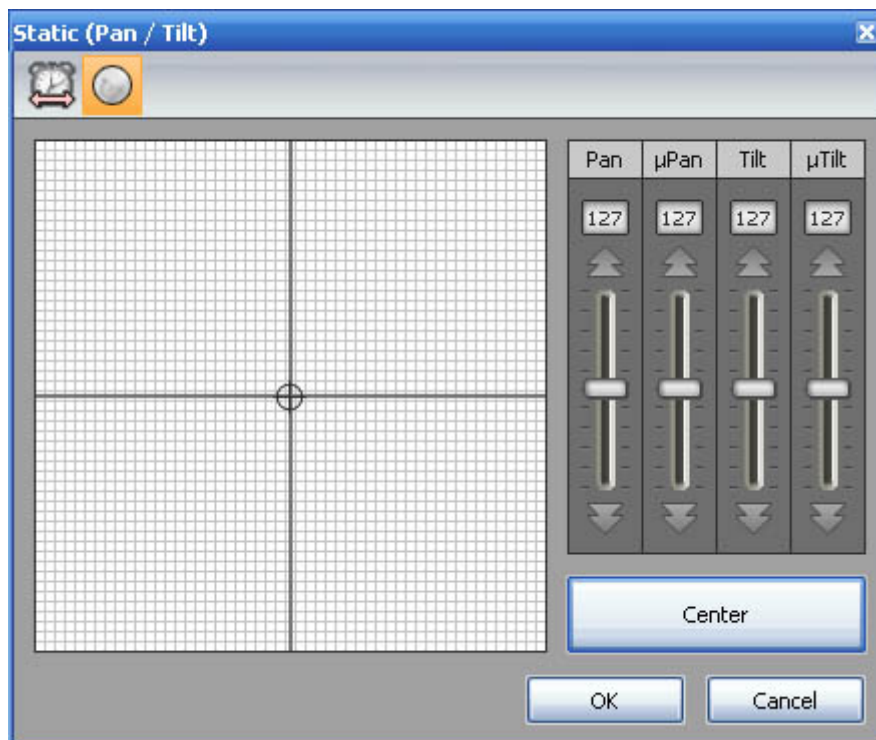 Static (Pan / Tilt)
Pan µPan Tilt µTilt
127 127 127 127
Center
OK Cancel